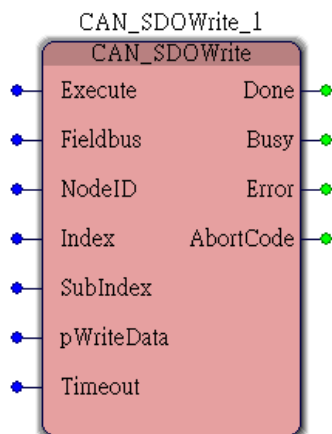 CAN_SDOWrite_1
CAN_SDOWrite
Execute Done
Fieldbus Busy
NodeID Error
Index AbortCode
SubIndex
pWriteData
Timeout